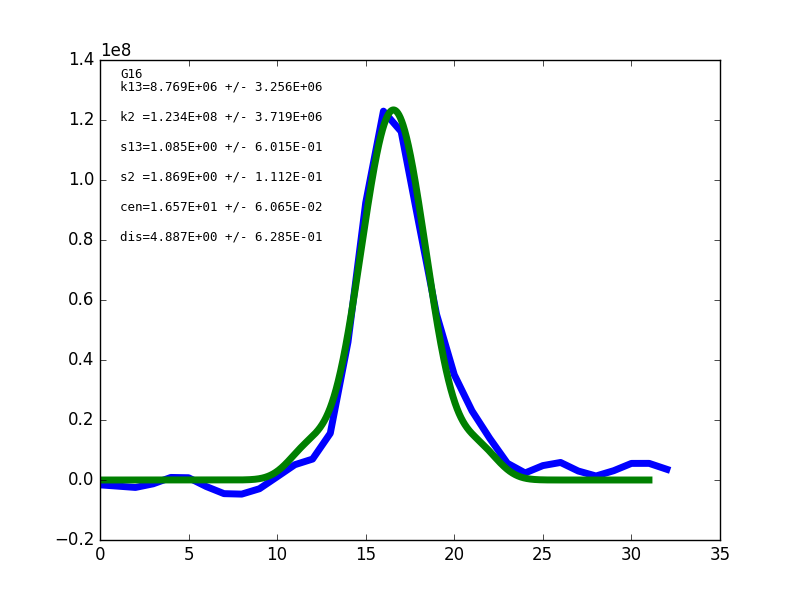 1e8
G16
k13=8.769E+06 +/- 3.256E+06
k2 =1.234E+08 +/- 3.719E+06
s13=1.085E+00 +/- 6.015E-01
s2 =1.869E+00 +/- 1.112E-01
cen=1.657E+01 +/- 6.065E-02
dis=4.887E+00 +/- 6.285E-01
1.4
1.2
1.0
0.8
0.6
0.4
0.2
0.0
−0.2
0 5 10 15 20 25 30 35